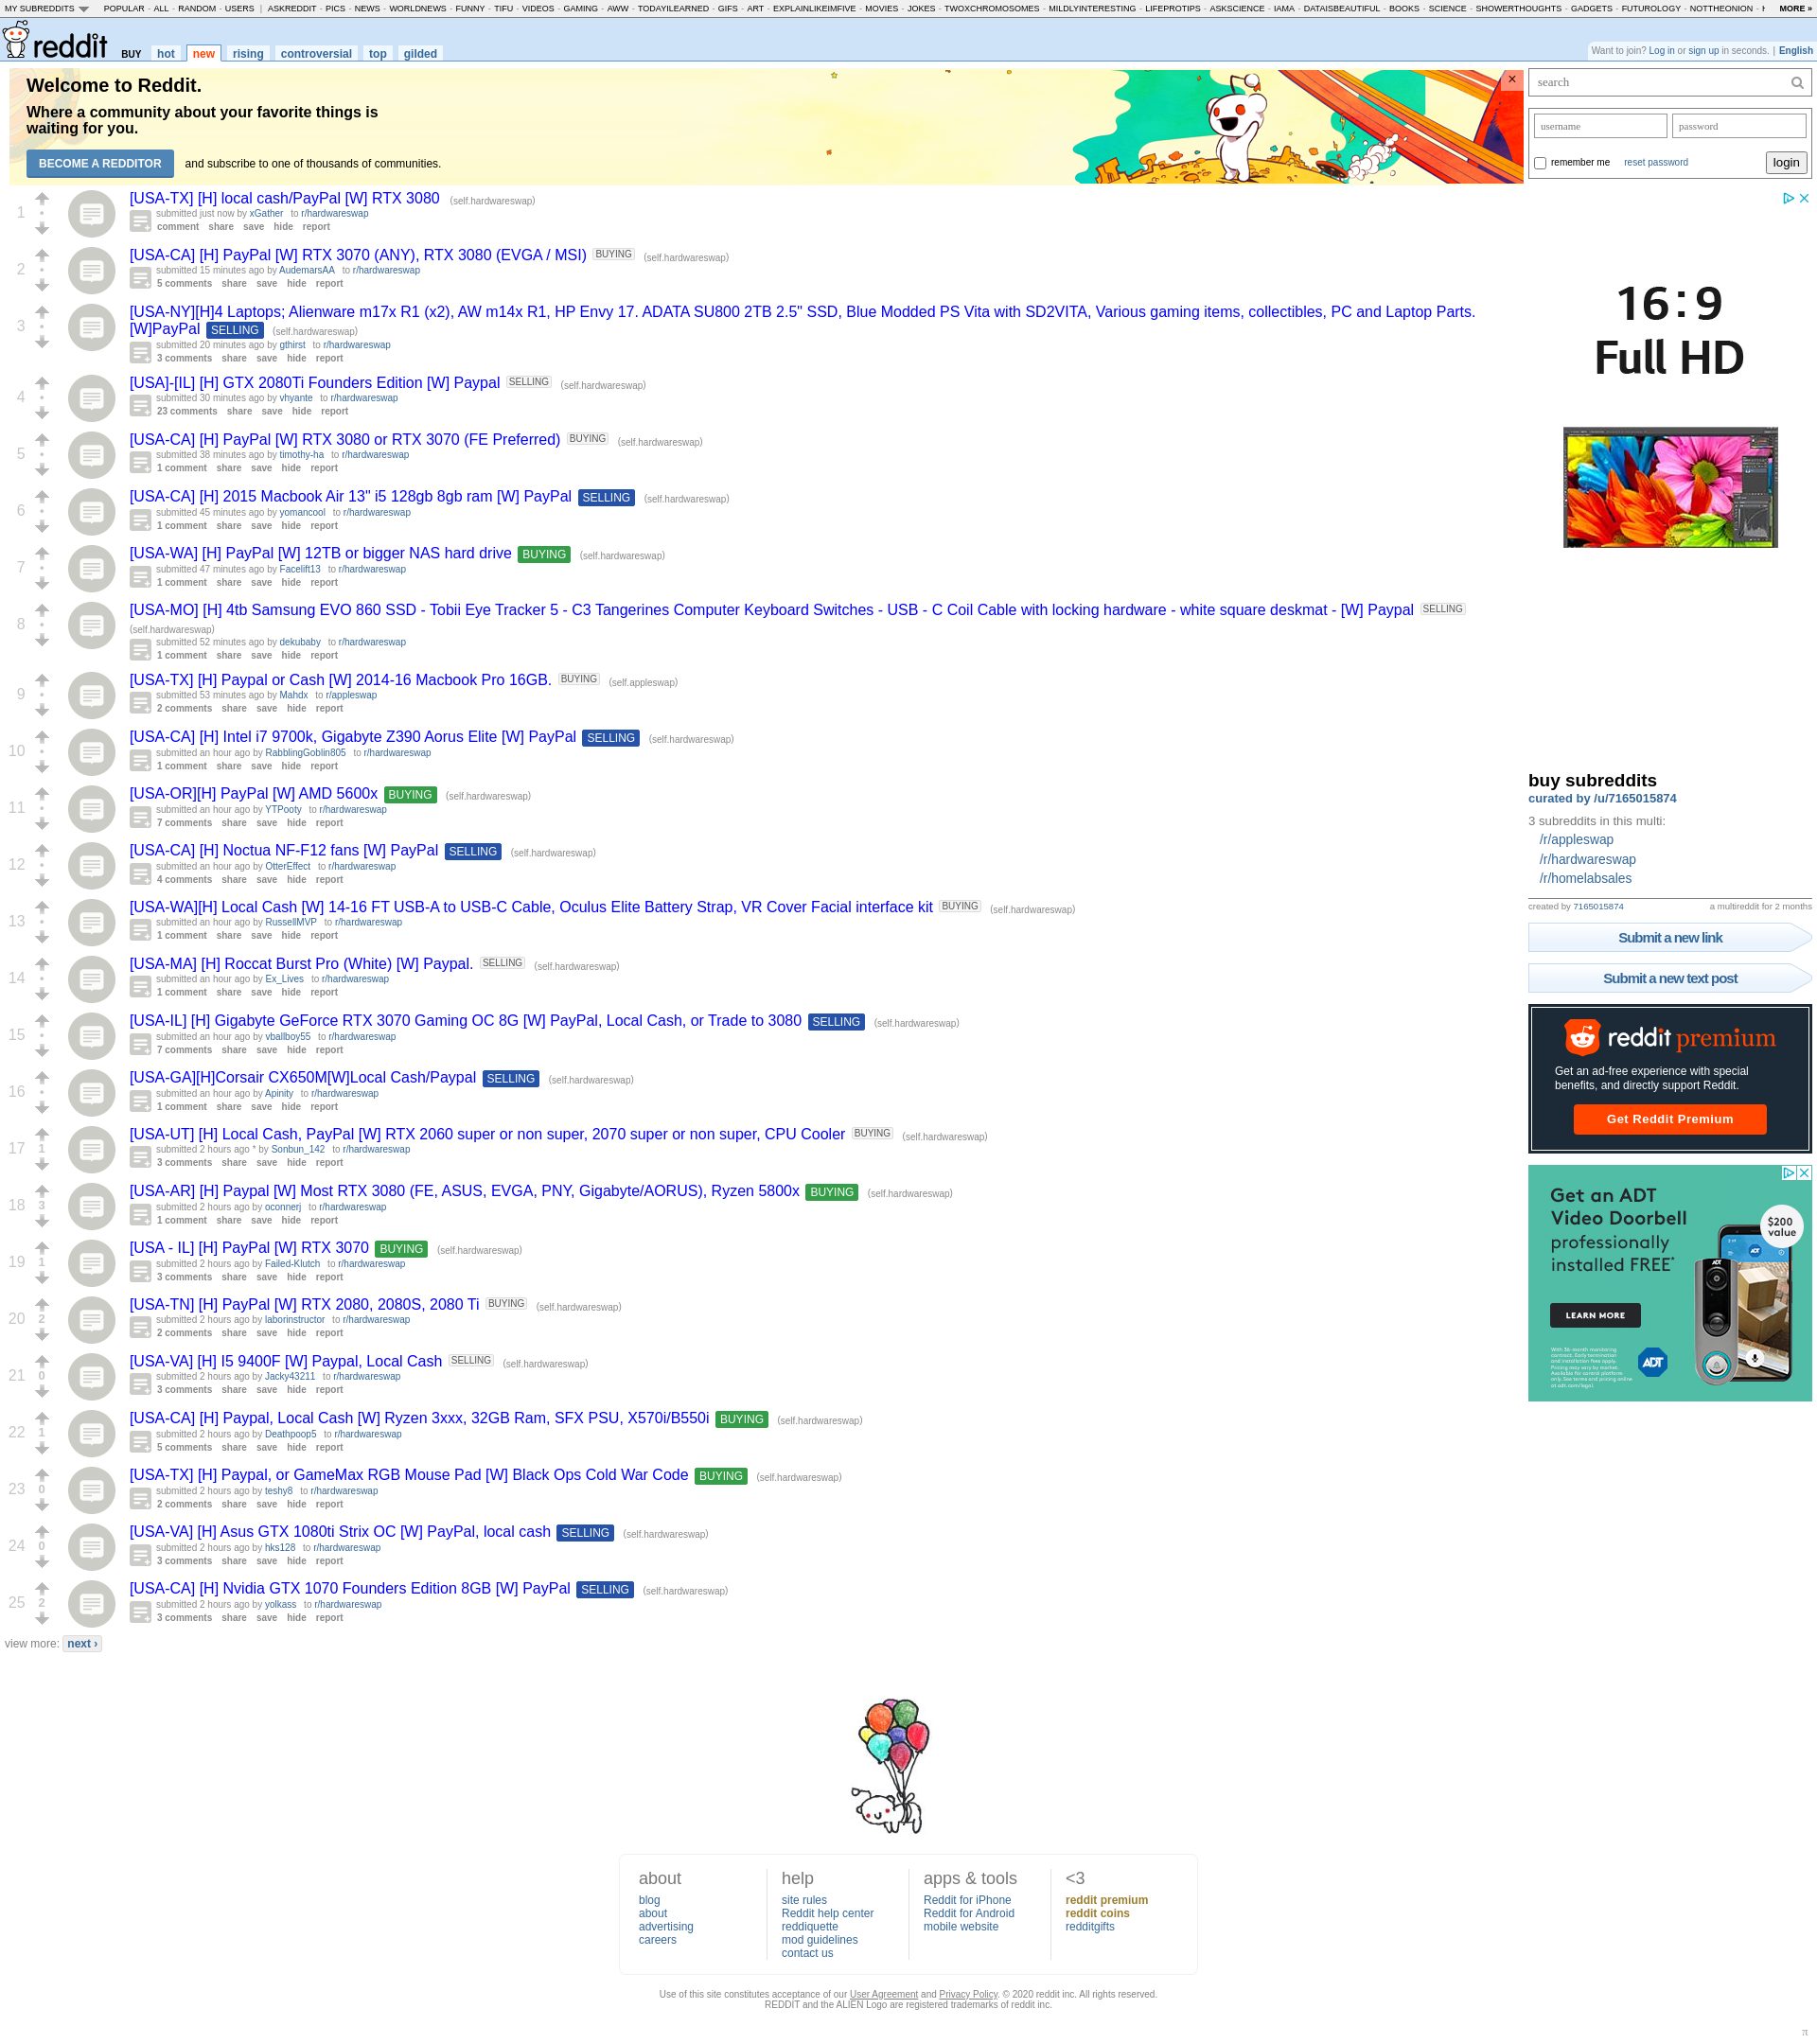 MY SUBREDDITS POPULAR - ALL - RANDOM - USERS | ASKREDDIT - PICS - NEWS - WORLDNEWS - FUNNY - TIFU - VIDEOS - GAMING - AWW - TODAYILEARNED - GIFS - ART - EXPLAINLIKEIMFIVE - MOVIES - JOKES - TWOXCHROMOSOMES - MILDLYINTERESTING - LIFEPROTIPS - ASKSCIENCE - IAMA - DATAISBEAUTIFUL - BOOKS - SCIENCE - SHOWERTHOUGHTS - GADGETS - FUTUROLOGY - NOTTHEONION - MORE »
reddit BUY hot new rising controversial top gilded
Want to join? Log in or sign up in seconds. | English
Welcome to Reddit.
Where a community about your favorite things is
waiting for you.
BECOME A REDDITOR and subscribe to one of thousands of communities.
search
username password
remember me reset password login
1 [USA-TX] [H] local cash/PayPal [W] RTX 3080 (self.hardwareswap)
submitted just now by xGather to r/hardwareswap
comment share save hide report
2 [USA-CA] [H] PayPal [W] RTX 3070 (ANY), RTX 3080 (EVGA / MSI) BUYING (self.hardwareswap)
submitted 15 minutes ago by AudemarsAA to r/hardwareswap
5 comments share save hide report
3 [USA-NY][H]4 Laptops; Alienware m17x R1 (x2), AW m14x R1, HP Envy 17. ADATA SU800 2TB 2.5" SSD, Blue Modded PS Vita with SD2VITA, Various gaming items, collectibles, PC and Laptop Parts.
[W]PayPal SELLING (self.hardwareswap)
submitted 20 minutes ago by gthirst to r/hardwareswap
3 comments share save hide report
4 [USA]-[IL] [H] GTX 2080Ti Founders Edition [W] Paypal SELLING (self.hardwareswap)
submitted 30 minutes ago by vhyante to r/hardwareswap
23 comments share save hide report
5 [USA-CA] [H] PayPal [W] RTX 3080 or RTX 3070 (FE Preferred) BUYING (self.hardwareswap)
submitted 38 minutes ago by timothy-ha to r/hardwareswap
1 comment share save hide report
6 [USA-CA] [H] 2015 Macbook Air 13" i5 128gb 8gb ram [W] PayPal SELLING (self.hardwareswap)
submitted 45 minutes ago by yomancool to r/hardwareswap
1 comment share save hide report
7 [USA-WA] [H] PayPal [W] 12TB or bigger NAS hard drive BUYING (self.hardwareswap)
submitted 47 minutes ago by Facelift13 to r/hardwareswap
1 comment share save hide report
8 [USA-MO] [H] 4tb Samsung EVO 860 SSD - Tobii Eye Tracker 5 - C3 Tangerines Computer Keyboard Switches - USB - C Coil Cable with locking hardware - white square deskmat - [W] Paypal SELLING
(self.hardwareswap)
submitted 52 minutes ago by dekubaby to r/hardwareswap
1 comment share save hide report
9 [USA-TX] [H] Paypal or Cash [W] 2014-16 Macbook Pro 16GB. BUYING (self.appleswap)
submitted 53 minutes ago by Mahdx to r/appleswap
2 comments share save hide report
10 [USA-CA] [H] Intel i7 9700k, Gigabyte Z390 Aorus Elite [W] PayPal SELLING (self.hardwareswap)
submitted an hour ago by RabblingGoblin805 to r/hardwareswap
1 comment share save hide report
11 [USA-OR][H] PayPal [W] AMD 5600x BUYING (self.hardwareswap)
submitted an hour ago by YTPooty to r/hardwareswap
7 comments share save hide report
12 [USA-CA] [H] Noctua NF-F12 fans [W] PayPal SELLING (self.hardwareswap)
submitted an hour ago by OtterEffect to r/hardwareswap
4 comments share save hide report
13 [USA-WA][H] Local Cash [W] 14-16 FT USB-A to USB-C Cable, Oculus Elite Battery Strap, VR Cover Facial interface kit BUYING (self.hardwareswap)
submitted an hour ago by RussellMVP to r/hardwareswap
1 comment share save hide report
14 [USA-MA] [H] Roccat Burst Pro (White) [W] Paypal. SELLING (self.hardwareswap)
submitted an hour ago by Ex_Lives to r/hardwareswap
1 comment share save hide report
15 [USA-IL] [H] Gigabyte GeForce RTX 3070 Gaming OC 8G [W] PayPal, Local Cash, or Trade to 3080 SELLING (self.hardwareswap)
submitted an hour ago by vballboy55 to r/hardwareswap
7 comments share save hide report
16 [USA-GA][H]Corsair CX650M[W]Local Cash/Paypal SELLING (self.hardwareswap)
submitted an hour ago by Apinity to r/hardwareswap
1 comment share save hide report
17 1 [USA-UT] [H] Local Cash, PayPal [W] RTX 2060 super or non super, 2070 super or non super, CPU Cooler BUYING (self.hardwareswap)
submitted 2 hours ago * by Sonbun_142 to r/hardwareswap
3 comments share save hide report
18 3 [USA-AR] [H] Paypal [W] Most RTX 3080 (FE, ASUS, EVGA, PNY, Gigabyte/AORUS), Ryzen 5800x BUYING (self.hardwareswap)
submitted 2 hours ago by oconnerj to r/hardwareswap
1 comment share save hide report
19 1 [USA - IL] [H] PayPal [W] RTX 3070 BUYING (self.hardwareswap)
submitted 2 hours ago by Failed-Klutch to r/hardwareswap
3 comments share save hide report
20 2 [USA-TN] [H] PayPal [W] RTX 2080, 2080S, 2080 Ti BUYING (self.hardwareswap)
submitted 2 hours ago by laborinstructor to r/hardwareswap
2 comments share save hide report
21 0 [USA-VA] [H] I5 9400F [W] Paypal, Local Cash SELLING (self.hardwareswap)
submitted 2 hours ago by Jacky43211 to r/hardwareswap
3 comments share save hide report
22 1 [USA-CA] [H] Paypal, Local Cash [W] Ryzen 3xxx, 32GB Ram, SFX PSU, X570i/B550i BUYING (self.hardwareswap)
submitted 2 hours ago by Deathpoop5 to r/hardwareswap
5 comments share save hide report
23 0 [USA-TX] [H] Paypal, or GameMax RGB Mouse Pad [W] Black Ops Cold War Code BUYING (self.hardwareswap)
submitted 2 hours ago by teshy8 to r/hardwareswap
2 comments share save hide report
24 0 [USA-VA] [H] Asus GTX 1080ti Strix OC [W] PayPal, local cash SELLING (self.hardwareswap)
submitted 2 hours ago by hks128 to r/hardwareswap
3 comments share save hide report
25 2 [USA-CA] [H] Nvidia GTX 1070 Founders Edition 8GB [W] PayPal SELLING (self.hardwareswap)
submitted 2 hours ago by yolkass to r/hardwareswap
3 comments share save hide report
view more: next ›
16:9
Full HD
buy subreddits
curated by /u/7165015874
3 subreddits in this multi:
/r/appleswap
/r/hardwareswap
/r/homelabsales
created by 7165015874 a multireddit for 2 months
Submit a new link
Submit a new text post
reddit premium
Get an ad-free experience with special
benefits, and directly support Reddit.
Get Reddit Premium
Get an ADT
Video Doorbell
professionally
installed FREE*
$200
value
LEARN MORE
ADT
about
blog
about
advertising
careers
help
site rules
Reddit help center
reddiquette
mod guidelines
contact us
apps & tools
Reddit for iPhone
Reddit for Android
mobile website
<3
reddit premium
reddit coins
redditgifts
Use of this site constitutes acceptance of our User Agreement and Privacy Policy. © 2020 reddit inc. All rights reserved.
REDDIT and the ALIEN Logo are registered trademarks of reddit inc.
π